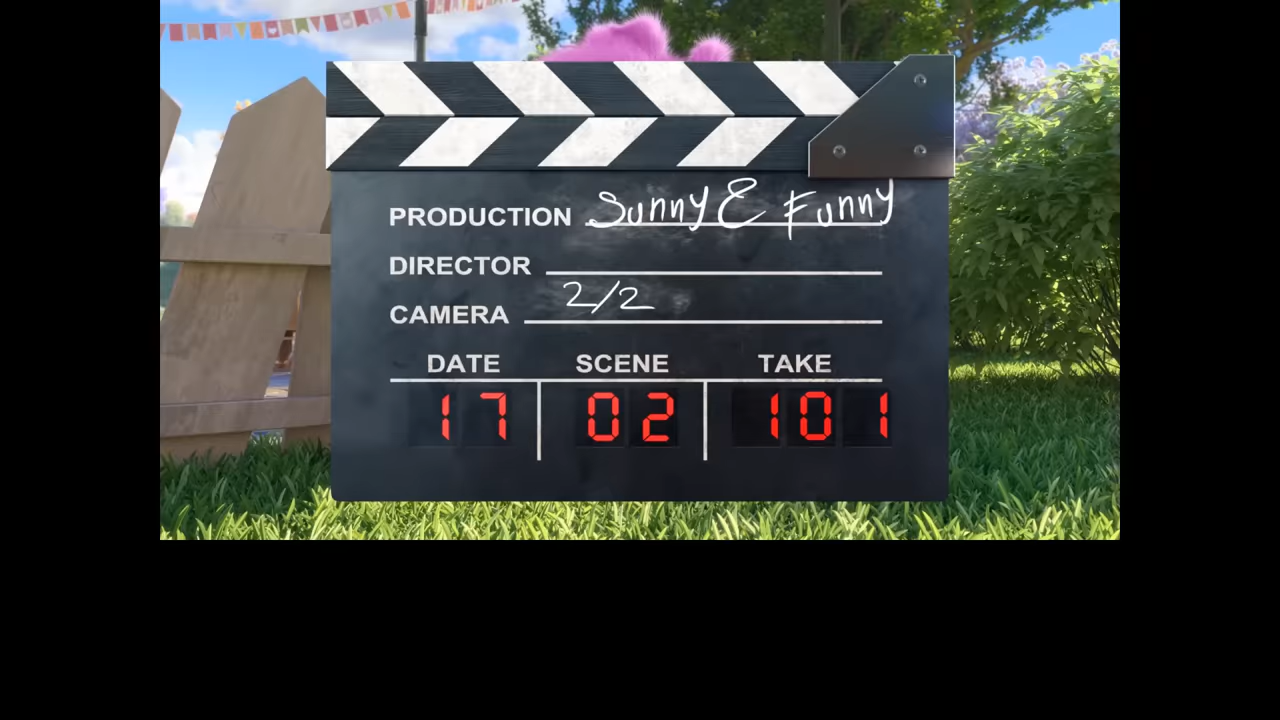 PRODUCTION Sunny & Funny
DIRECTOR
CAMERA 2/2
DATE SCENE TAKE
17 02 101